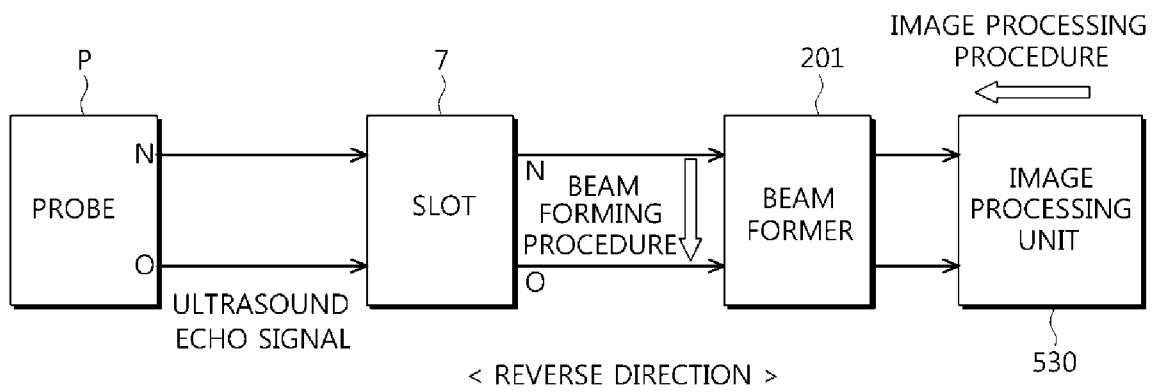 IMAGE PROCESSING
PROCEDURE
P
7
201
N
PROBE
O
SLOT
N
BEAM
FORMING
PROCEDURE
O
BEAM
FORMER
IMAGE
PROCESSING
UNIT
ULTRASOUND
ECHO SIGNAL
530
< REVERSE DIRECTION >